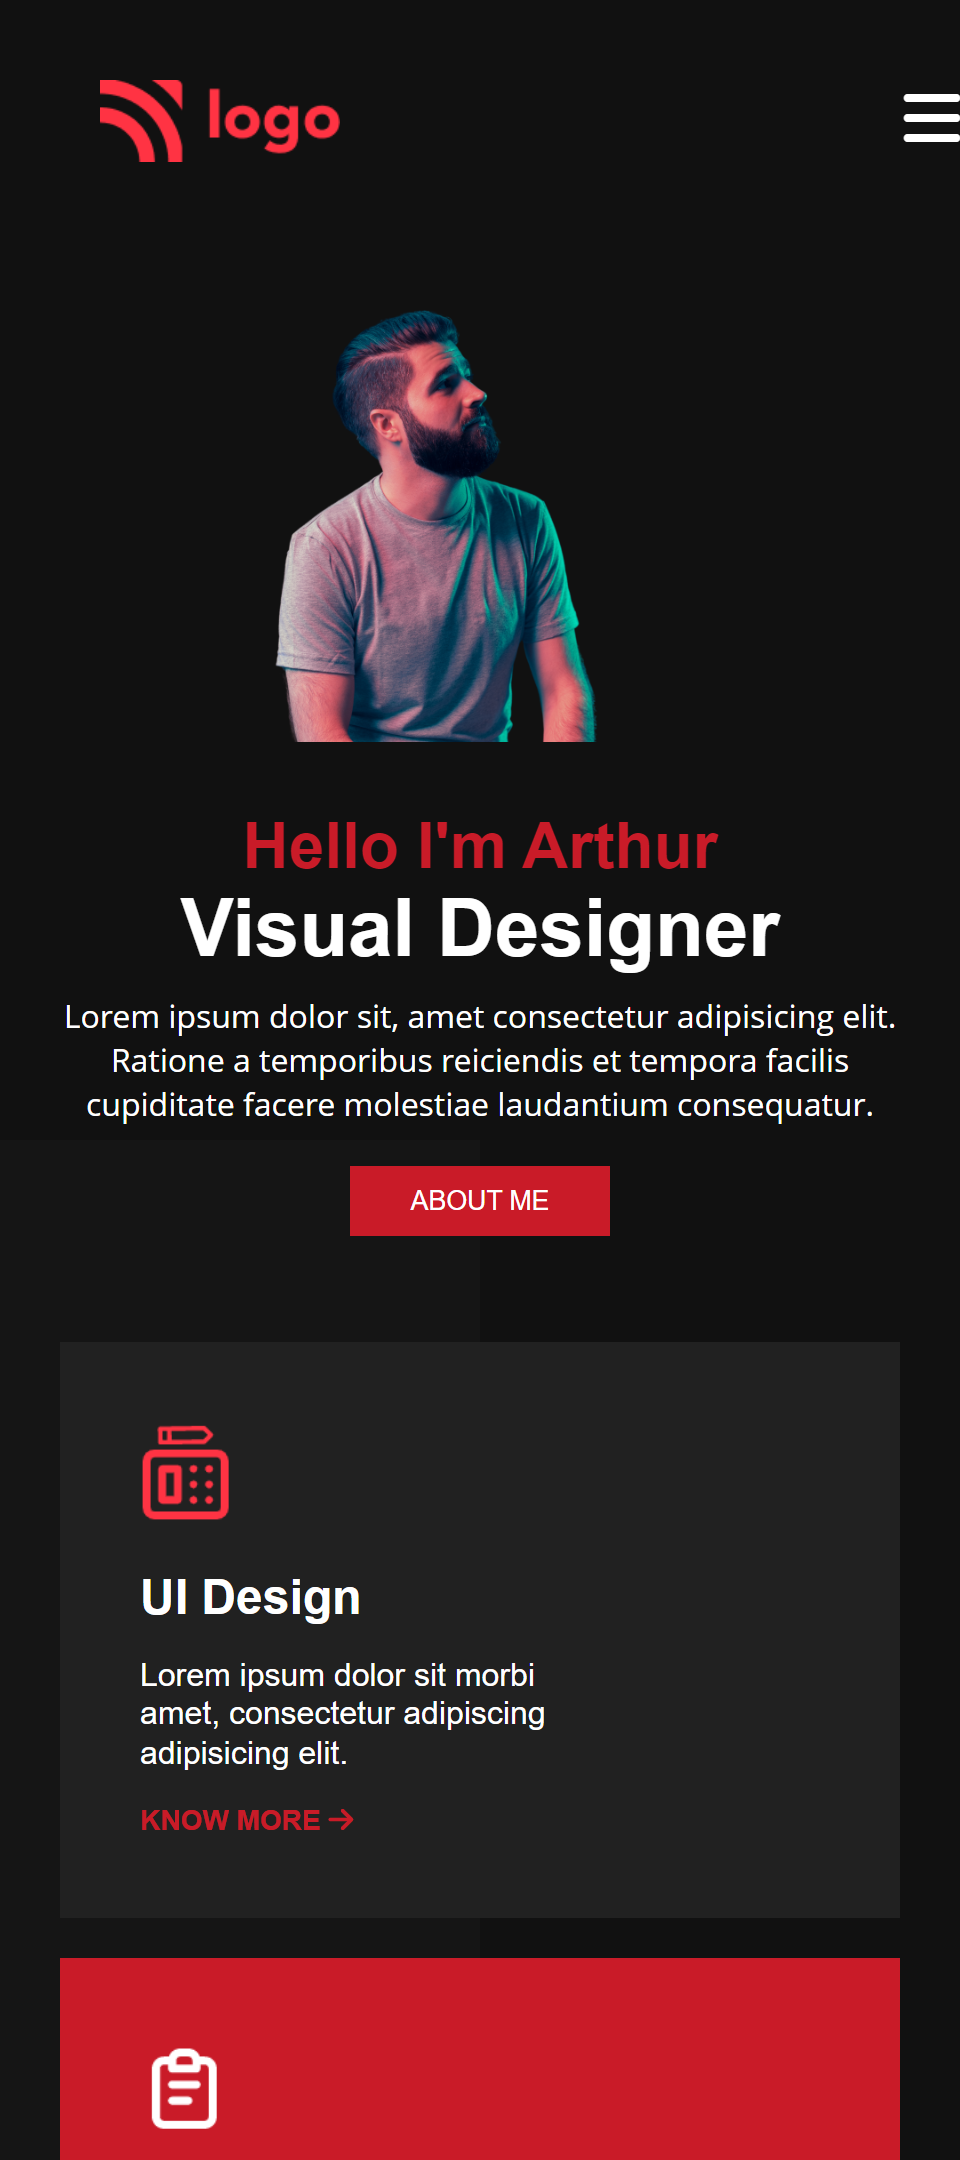 logo
Hello I'm Arthur
Visual Designer
Lorem ipsum dolor sit, amet consectetur adipisicing elit.
Ratione a temporibus reiciendis et tempora facilis
cupiditate facere molestiae laudantium consequatur.
ABOUT ME
UI Design
Lorem ipsum dolor sit morbi
amet, consectetur adipiscing
adipisicing elit.
KNOW MORE →